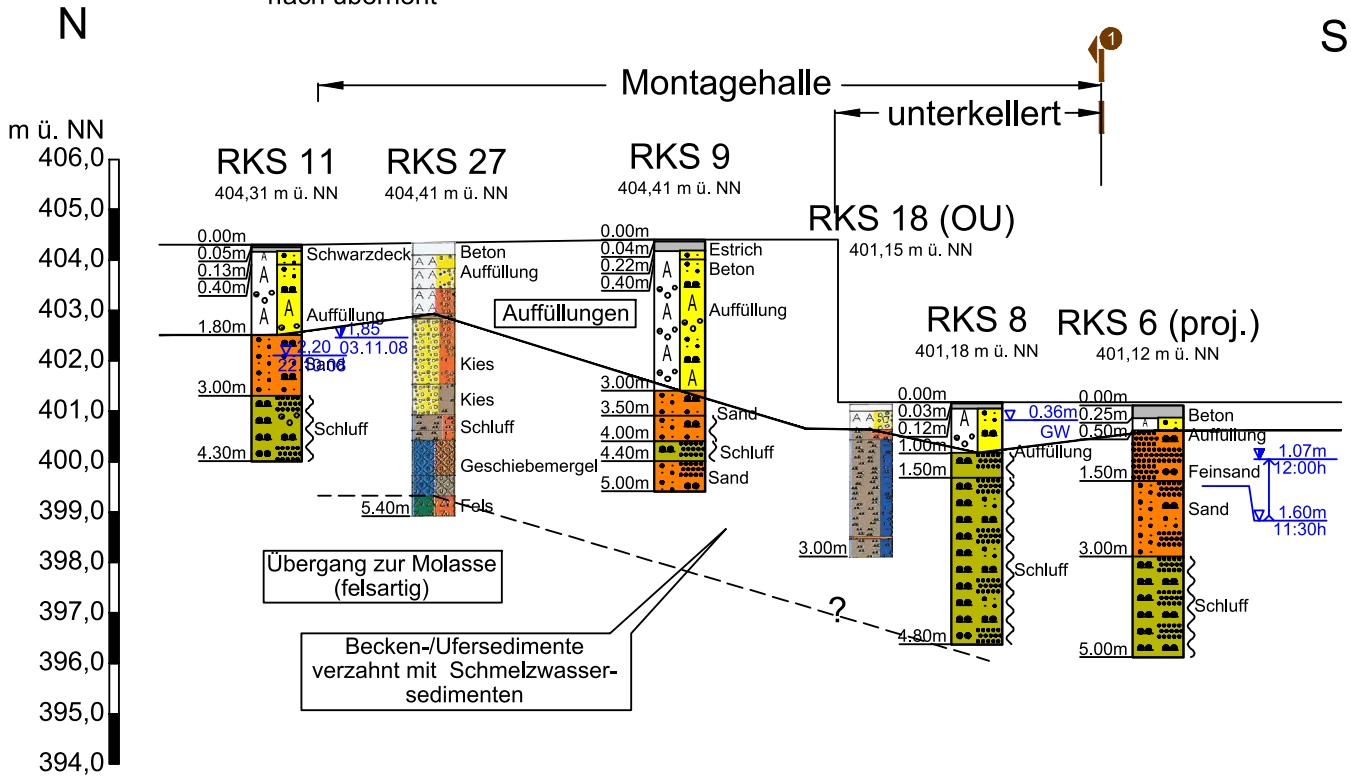 nach überhöht
N
S
1
Montagehalle
unterkellert
m ü. NN
406,0
405,0
404,0
403,0
402,0
401,0
400,0
399,0
398,0
397,0
396,0
395,0
394,0
RKS 11
404,31 m ü. NN
0.00m
0.05m
0.13m
0.40m
1.80m
3.00m
4.30m
Schwarzdeck
Auffüllung
Sand
Schluff
A
A
1,85
03.11.08
2,20
RKS 27
404,41 m ü. NN
Beton
Auffüllung
Kies
Kies
Schluff
Geschiebemergel
Fels
5.40m
A A
A A
A A
A A
Auffüllungen
RKS 9
404,41 m ü. NN
0.00m
0.04m
0.22m
0.40m
3.00m
3.50m
4.00m
4.40m
5.00m
Estrich
Beton
Auffüllung
Sand
Schluff
Sand
A
A
A
A
RKS 18 (OU)
401,15 m ü. NN
A A
3.00m
RKS 8
401,18 m ü. NN
0.00m
0.03m
0.12m
1.00m
1.50m
4.80m
A
Auffüllung
Schluff
0.36m
GW
RKS 6 (proj.)
401,12 m ü. NN
0.00m
0.25m
0.50m
1.50m
3.00m
5.00m
A
Beton
Auffüllung
Feinsand
Sand
Schluff
1.07m
12:00h
1.60m
11:30h
Übergang zur Molasse
(felsartig)
Becken-/Ufersedimente
verzahnt mit Schmelzwasser-
sedimenten
?